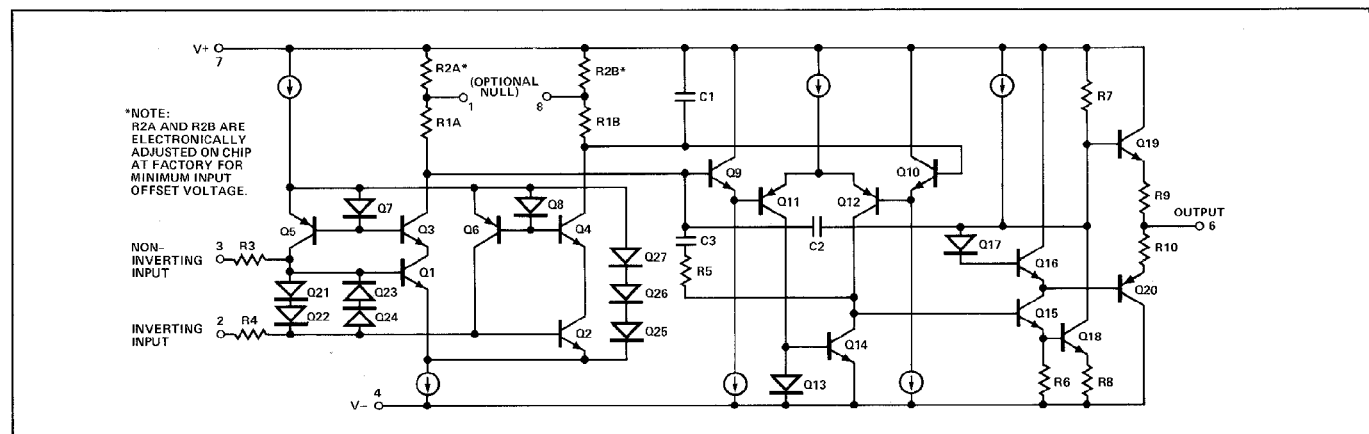 V+
7
*NOTE:
R2A AND R2B ARE
ELECTRONICALLY
ADJUSTED ON CHIP
AT FACTORY FOR
MINIMUM INPUT
OFFSET VOLTAGE.
R2A*
(OPTIONAL
NULL)
1
8
R2B*
R1A
R1B
C1
R7
Q19
Q9
Q10
Q11
Q12
R9
OUTPUT
6
R10
Q20
Q7
Q8
Q5
Q3
Q6
Q4
NON-
INVERTING
INPUT
3
R3
Q1
Q27
Q26
Q25
C3
C2
R5
Q17
Q16
Q15
Q18
Q21
Q23
Q22
Q24
INVERTING
INPUT
2
R4
Q2
Q14
Q13
R6
R8
V-
4